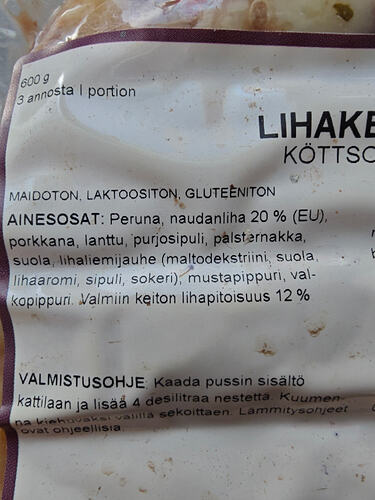 600 g
3 annosta I portion
LIHAKE
KÖTTSO
MAIDOTON, LAKTOOSITON, GLUTEENITON
AINESOSAT: Peruna, naudanliha 20 % (EU),
porkkana, lanttu, purjosipuli, palsternakka,
suola, lihaliemijauhe (maltodekstriini, suola,
lihaaromi, sipuli, sokeri), mustapippuri, val-
kopippuri. Valmiin keiton lihapitoisuus 12 %
VALMISTUSOHJE: Kaada pussin sisältö
kattilaan ja lisää 4 desilitraa nestettä. Kuumen-
na kiehuvaksi välillä sekoittaen. Lämmitysohjeet
ovat ohjeellisia.